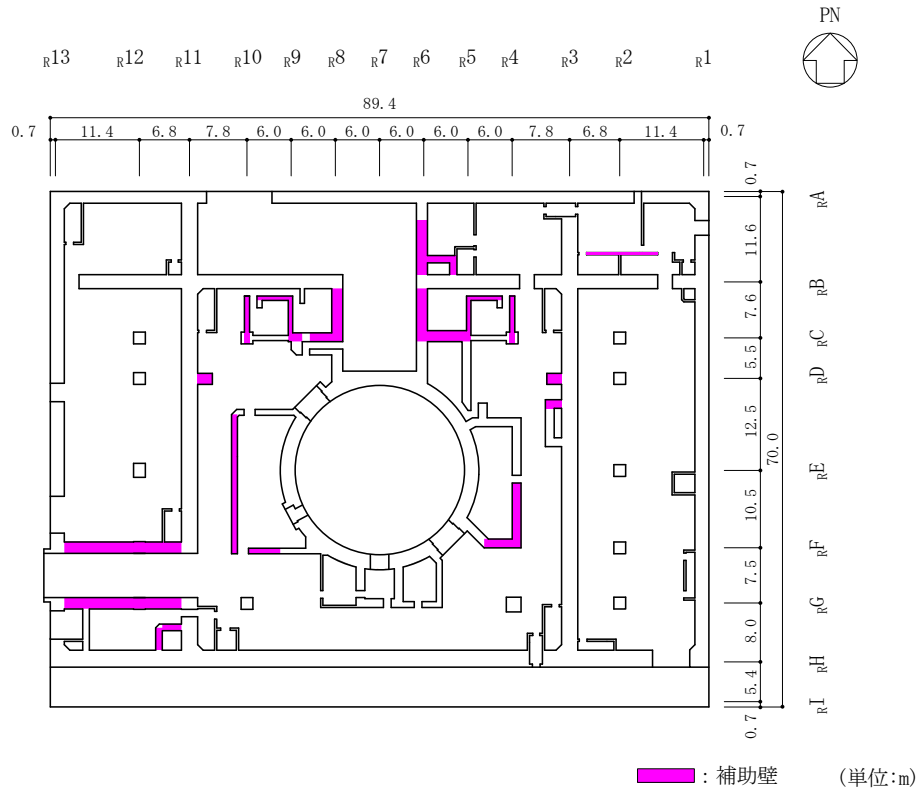 PN
R13 R12 R11 R10 R9 R8 R7 R6 R5 R4 R3 R2 R1
89.4
0.7 11.4 6.8 7.8 6.0 6.0 6.0 6.0 6.0 6.0 7.8 6.8 11.4 0.7
0.7
RA
11.6
RB
7.6
RC
5.5
RD
12.5
70.0
RE
10.5
RF
7.5
RG
8.0
RH
5.4
RI
0.7
：補助壁 (単位:m)